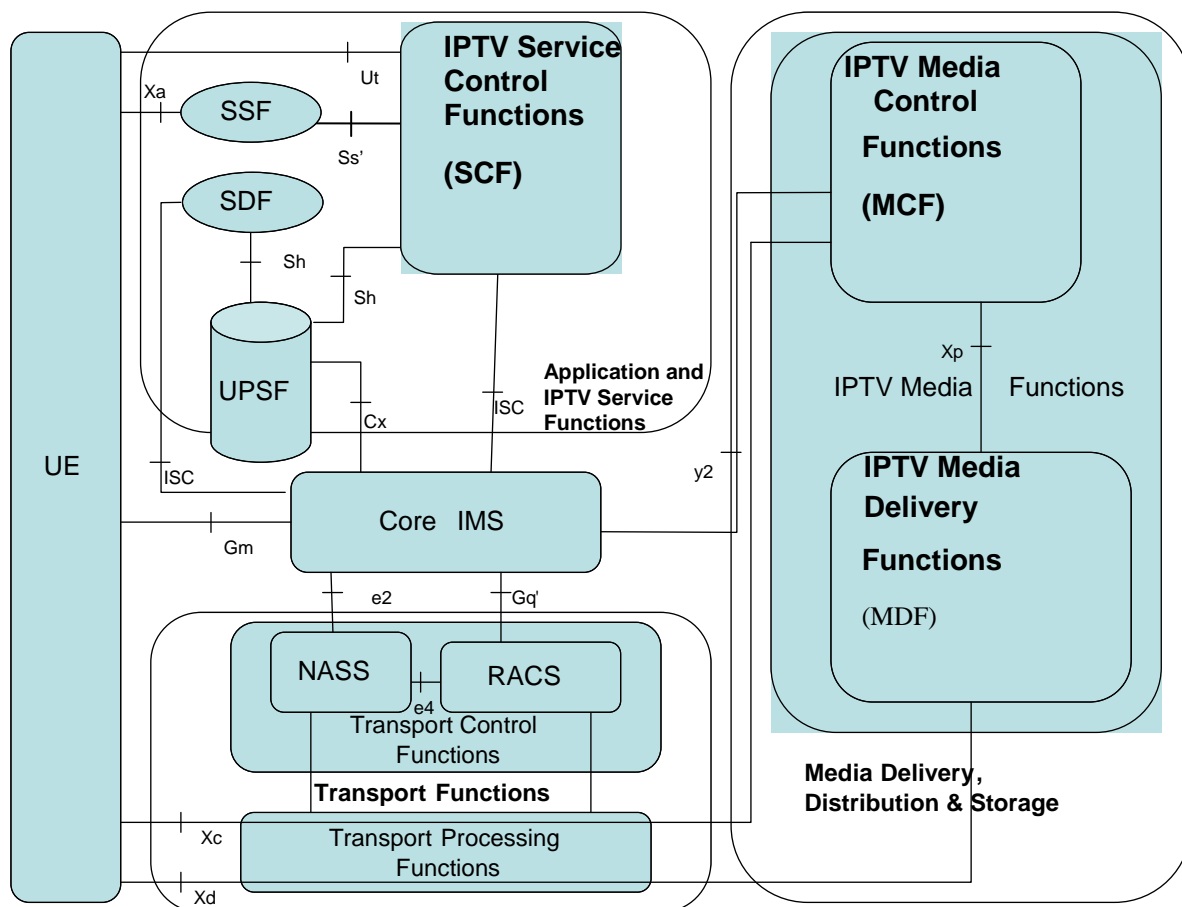 UE
Xa
Ut
SSF
Ss’
IPTV Service
Control
Functions
(SCF)
SDF
Sh
Sh
UPSF
Cx
ISC
ISC
Application and
IPTV Service
Functions
Gm
Core IMS
y2
e2
Gq'
NASS
e4
RACS
Transport Control
Functions
Transport Functions
Transport Processing
Functions
Xc
Xd
IPTV Media
Control
Functions
(MCF)
Xp
IPTV Media Functions
IPTV Media
Delivery
Functions
(MDF)
Media Delivery,
Distribution & Storage